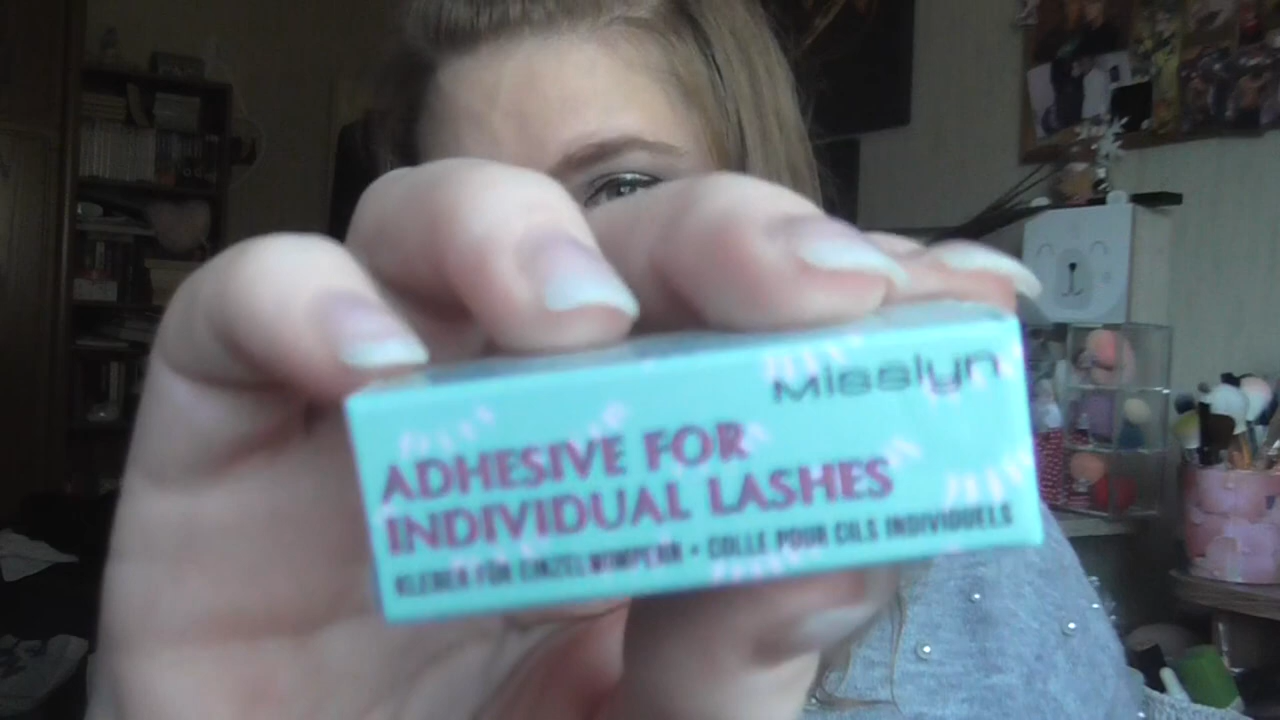 Misslyn
ADHESIVE FOR
INDIVIDUAL LASHES
KLEBER FÜR EINZELWIMPERN • COLLE POUR CILS INDIVIDUELS